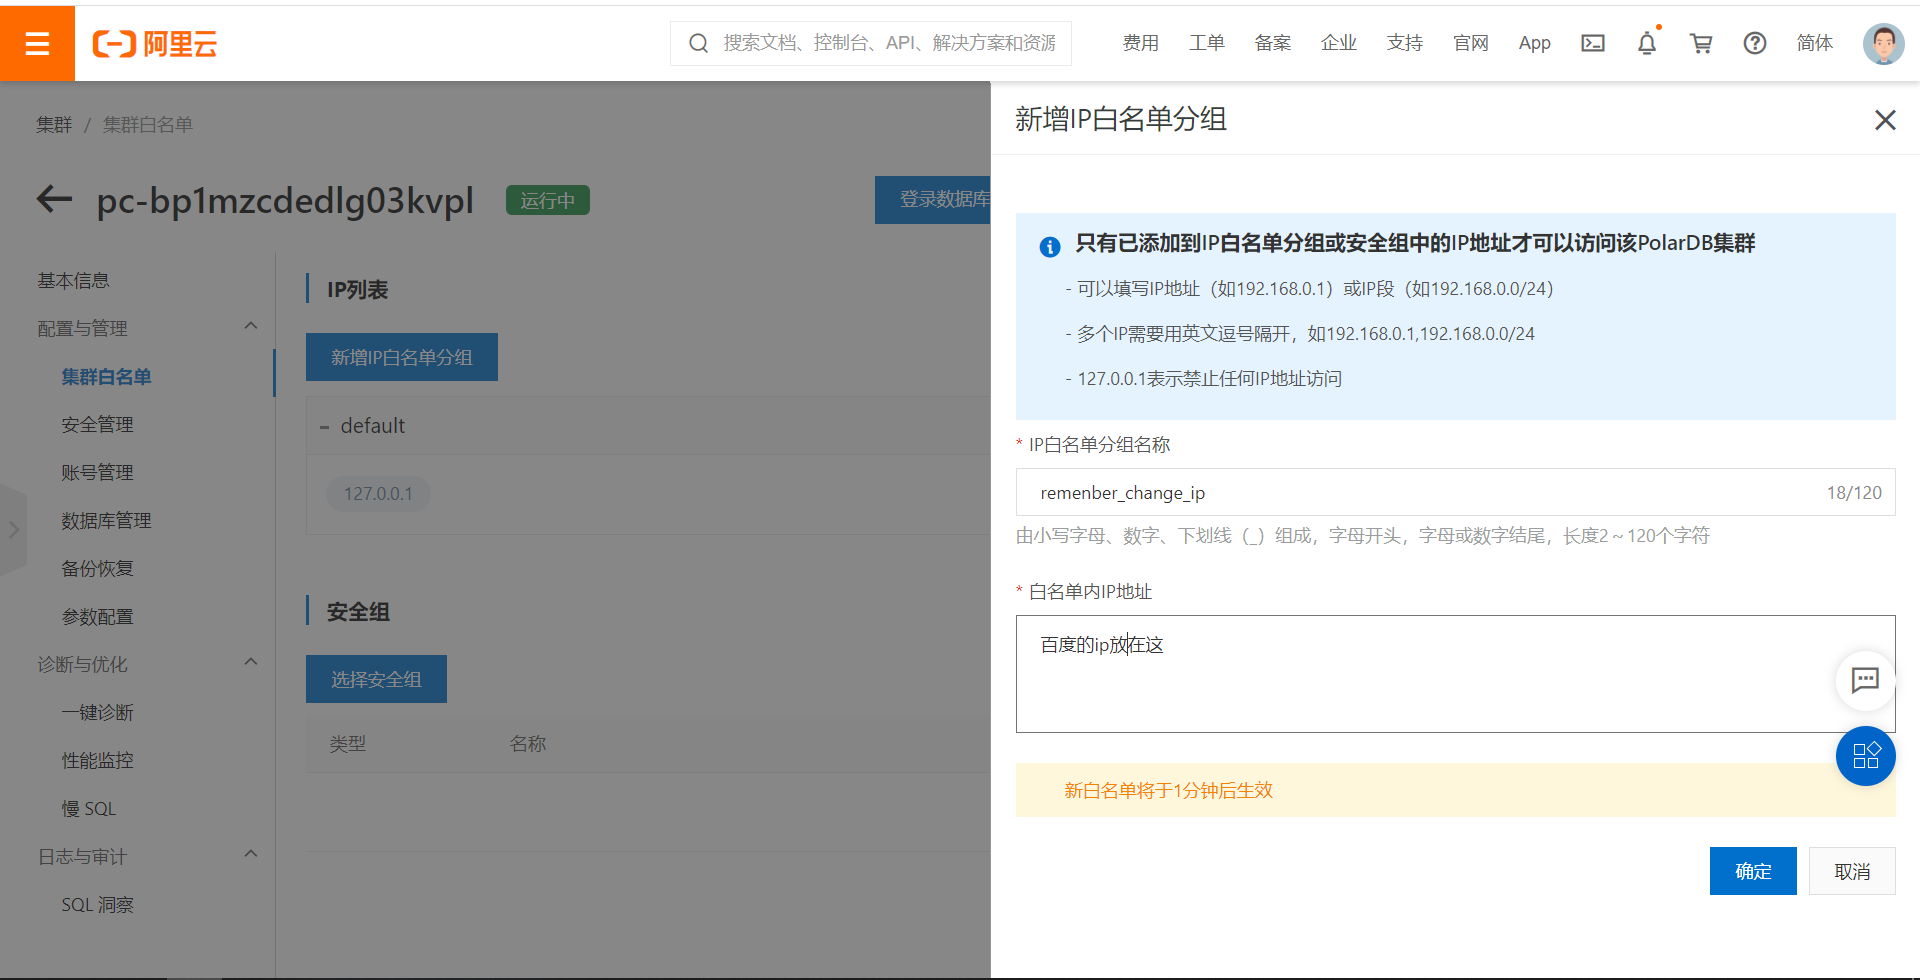 阿里云
搜索文档、控制台、API、解决方案和资源
费用 工单 备案 企业 支持 官网 App 简体
集群 / 集群白名单
pc-bp1mzcdedlg03kvpl 运行中 登录数据库
基本信息
配置与管理
集群白名单
安全管理
账号管理
数据库管理
备份恢复
参数配置
诊断与优化
一键诊断
性能监控
慢 SQL
日志与审计
SQL 洞察
IP列表
新增IP白名单分组
default
127.0.0.1
安全组
选择安全组
类型 名称
新增IP白名单分组
只有已添加到IP白名单分组或安全组中的IP地址才可以访问该PolarDB集群
- 可以填写IP地址（如192.168.0.1）或IP段（如192.168.0.0/24）
- 多个IP需要用英文逗号隔开，如192.168.0.1,192.168.0.0/24
- 127.0.0.1表示禁止任何IP地址访问
* IP白名单分组名称
remenber_change_ip 18/120
由小写字母、数字、下划线（_）组成，字母开头，字母或数字结尾，长度2～120个字符
* 白名单内IP地址
百度的ip放在这
新白名单将于1分钟后生效
确定 取消